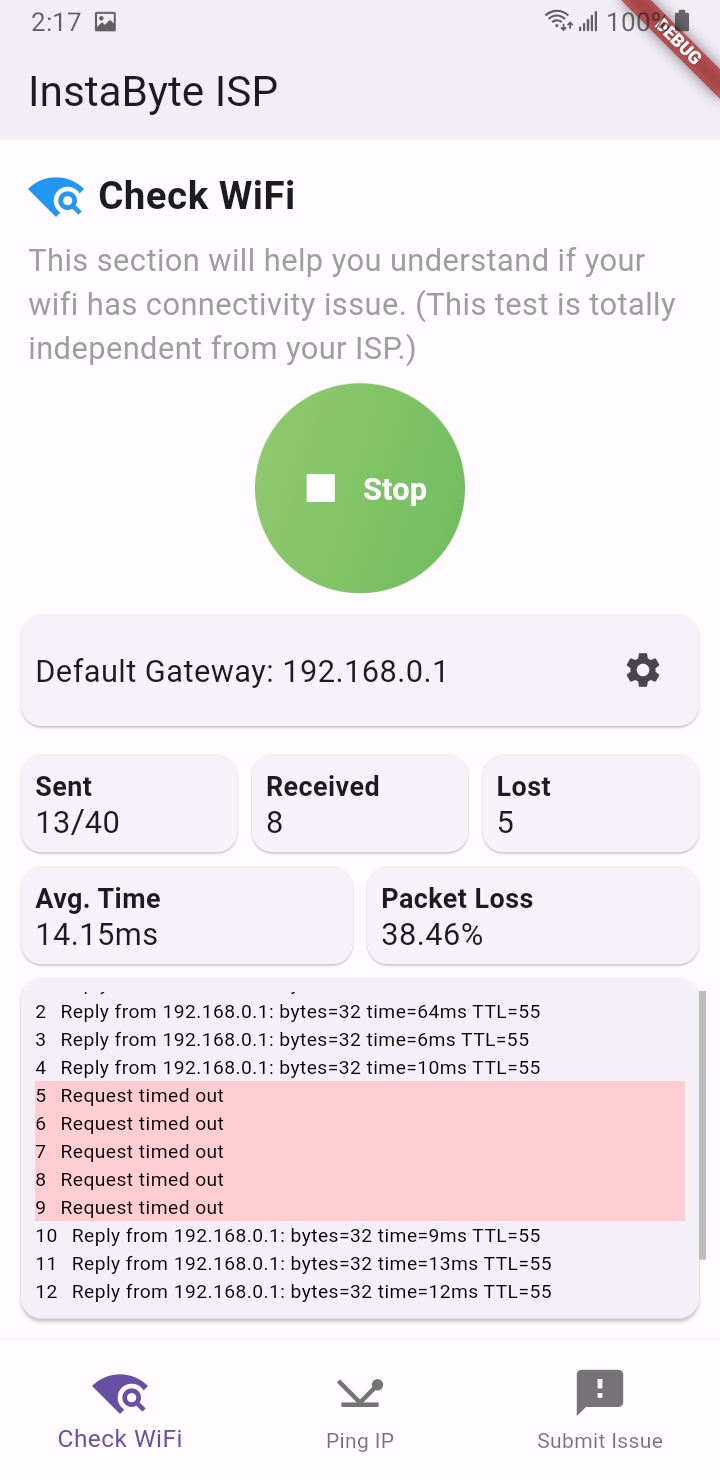 2:17
100%
DEBUG
InstaByte ISP
Check WiFi
This section will help you understand if your
wifi has connectivity issue. (This test is totally
independent from your ISP.)
Stop
Default Gateway: 192.168.0.1
Sent
13/40
Received
8
Lost
5
Avg. Time
14.15ms
Packet Loss
38.46%
2 Reply from 192.168.0.1: bytes=32 time=64ms TTL=55
3 Reply from 192.168.0.1: bytes=32 time=6ms TTL=55
4 Reply from 192.168.0.1: bytes=32 time=10ms TTL=55
5 Request timed out
6 Request timed out
7 Request timed out
8 Request timed out
9 Request timed out
10 Reply from 192.168.0.1: bytes=32 time=9ms TTL=55
11 Reply from 192.168.0.1: bytes=32 time=13ms TTL=55
12 Reply from 192.168.0.1: bytes=32 time=12ms TTL=55
Check WiFi
Ping IP
Submit Issue